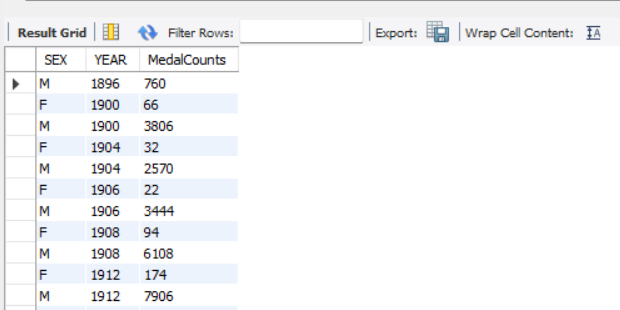 Result Grid Filter Rows: Export: Wrap Cell Content: IA
SEX YEAR MedalCounts
M 1896 760
F 1900 66
M 1900 3806
F 1904 32
M 1904 2570
F 1906 22
M 1906 3444
F 1908 94
M 1908 6108
F 1912 174
M 1912 7906